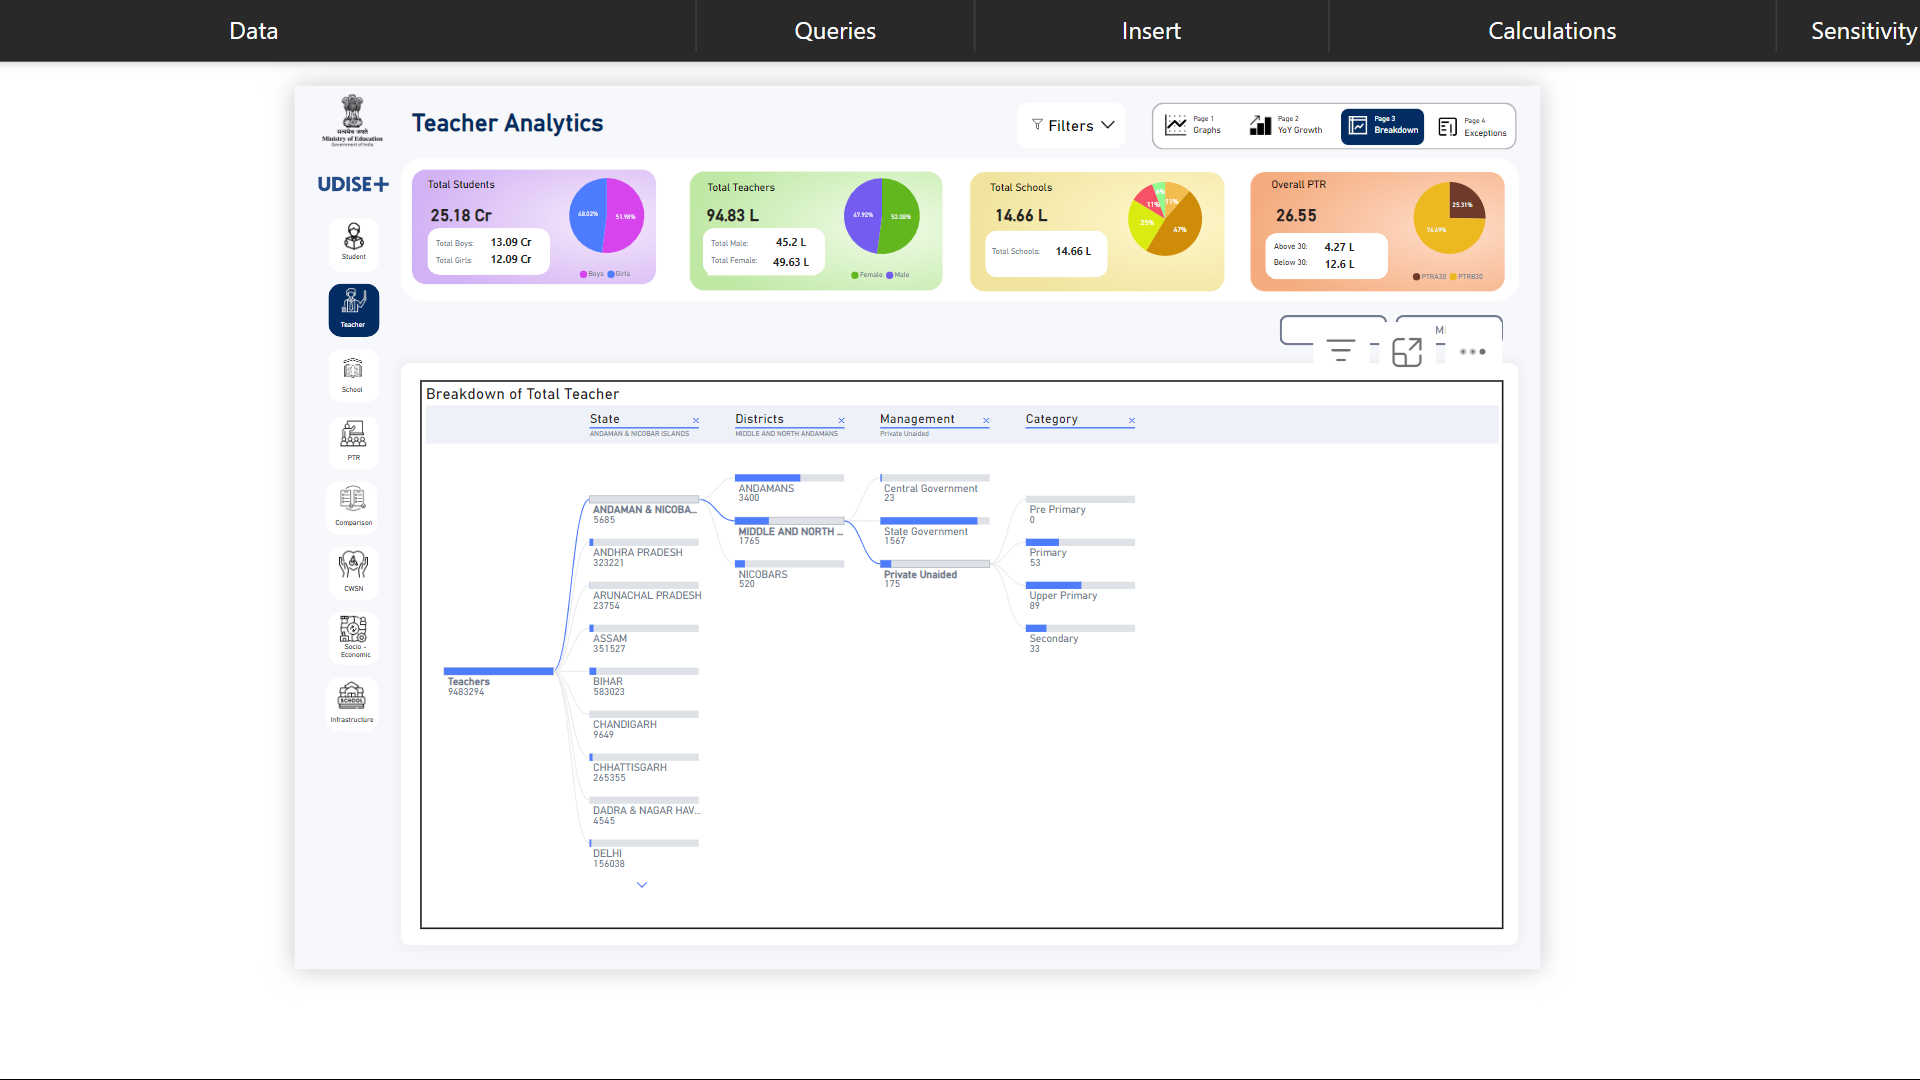 Data
Queries
Insert
Calculations
Sensitivity
सत्यमेव जयते
Ministry of Education
Government of India
Teacher Analytics
Filters
Page 1
Graphs
Page 2
YoY Growth
Page 3
Breakdown
Page 4
Exceptions
UDISE+
Total Students
25.18 Cr
Total Boys: 13.09 Cr
Total Girls: 12.09 Cr
48.02%
51.98%
Boys Girls
Total Teachers
94.83 L
Total Male: 45.2 L
Total Female: 49.63 L
47.92%
52.08%
Female Male
Total Schools
14.66 L
Total Schools: 14.66 L
11%
11%
25%
47%
Overall PTR
26.55
Above 30: 4.27 L
Below 30: 12.6 L
25.31%
74.69%
PTRA30 PTRB30
Student
Teacher
School
PTR
Comparison
CWSN
Socio -
Economic
Infrastructure
Breakdown of Total Teacher
State
ANDAMAN & NICOBAR ISLANDS
Districts
MIDDLE AND NORTH ANDAMANS
Management
Private Unaided
Category
Teachers
9483294
ANDAMAN & NICOBA...
5685
ANDHRA PRADESH
323221
ARUNACHAL PRADESH
23754
ASSAM
351527
BIHAR
583023
CHANDIGARH
9649
CHHATTISGARH
265355
DADRA & NAGAR HAV...
4545
DELHI
156038
ANDAMANS
3400
MIDDLE AND NORTH ...
1765
NICOBARS
520
Central Government
23
State Government
1567
Private Unaided
175
Pre Primary
0
Primary
53
Upper Primary
89
Secondary
33